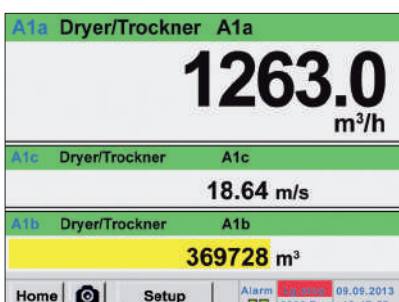 A1a Dryer/Trockner A1a
1263.0
m³/h
A1c Dryer/Trockner A1c
18.64 m/s
A1b Dryer/Trockner A1b
369728 m³
Home Setup Alarm 09.09.2013